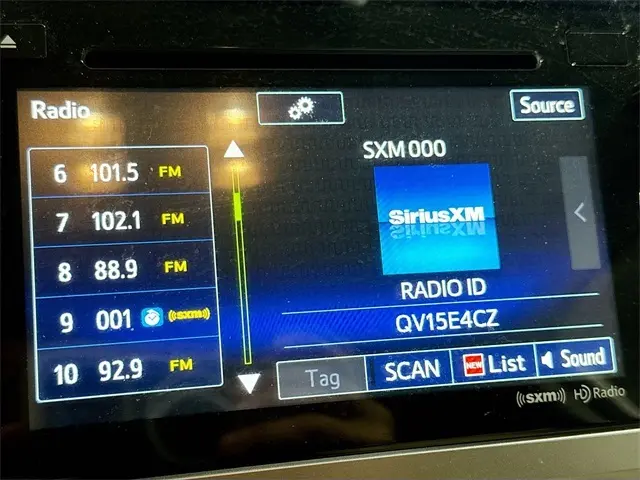 Radio
Source
6 101.5 FM
7 102.1 FM
8 88.9 FM
9 001 ((sxm))
10 92.9 FM
SXM 000
SiriusXM
RADIO ID
QV15E4CZ
Tag
SCAN
NEW List
Sound
((sxm)) HD Radio